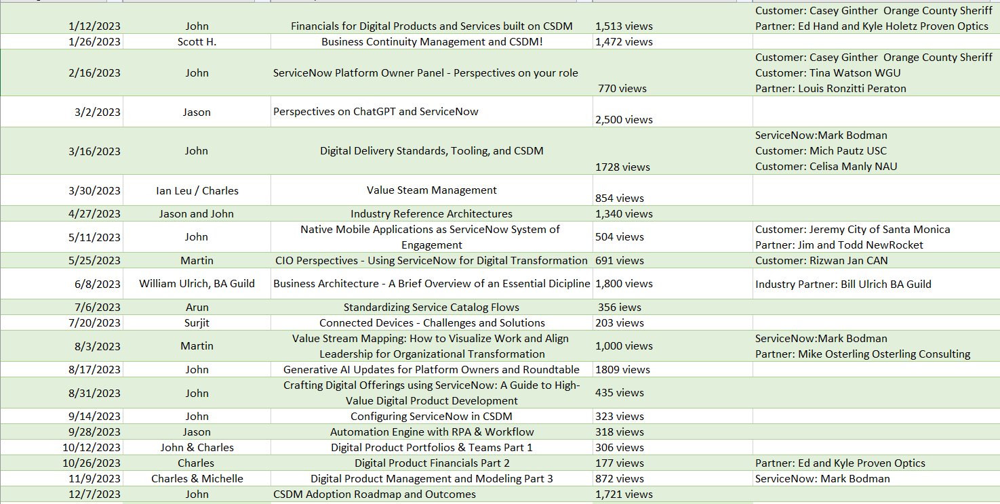 Customer: Casey Ginther  Orange County Sheriff
1/12/2023 John Financials for Digital Products and Services built on CSDM 1,513 views Partner: Ed Hand and Kyle Holetz Proven Optics
1/26/2023 Scott H. Business Continuity Management and CSDM! 1,472 views
Customer: Casey Ginther  Orange County Sheriff
2/16/2023 John ServiceNow Platform Owner Panel - Perspectives on your role Customer: Tina Watson WGU
770 views Partner: Louis Ronzitti Peraton
3/2/2023 Jason Perspectives on ChatGPT and ServiceNow
2,500 views
ServiceNow:Mark Bodman
3/16/2023 John Digital Delivery Standards, Tooling, and CSDM Customer: Mich Pautz USC
1728 views Customer: Celisa Manly NAU
3/30/2023 Ian Leu / Charles Value Steam Management
854 views
4/27/2023 Jason and John Industry Reference Architectures 1,340 views
Native Mobile Applications as ServiceNow System of Customer: Jeremy City of Santa Monica
5/11/2023 John 504 views
Engagement Partner: Jim and Todd NewRocket
5/25/2023 Martin CIO Perspectives - Using ServiceNow for Digital Transformation 691 views Customer: Rizwan Jan CAN
6/8/2023 William Ulrich, BA Guild Business Architecture - A Brief Overview of an Essential Dicipline 1,800 views Industry Partner: Bill Ulrich BA Guild
7/6/2023 Arun Standardizing Service Catalog Flows 356 iews
7/20/2023 Surjit Connected Devices - Challenges and Solutions 203 views
Value Stream Mapping: How to Visualize Work and Align ServiceNow:Mark Bodman
8/3/2023 Martin 1,000 views
Leadership for Organizational Transformation Partner: Mike Osterling Osterling Consulting
8/17/2023 John Generative AI Updates for Platform Owners and Roundtable 1809 views
Crafting Digital Offerings using ServiceNow: A Guide to High-
8/31/2023 John 435 views
Value Digital Product Development
9/14/2023 John Configuring ServiceNow in CSDM 323 views
9/28/2023 Jason Automation Engine with RPA & Workflow 318 views
10/12/2023 John & Charles Digital Product Portfolios & Teams Part 1 306 views
10/26/2023 Charles Digital Product Financials Part 2 177 views Partner: Ed and Kyle Proven Optics
11/9/2023 Charles & Michelle Digital Product Management and Modeling Part 3 872 views ServiceNow: Mark Bodman
12/7/2023 John CSDM Adoption Roadmap and Outcomes 1,721 views